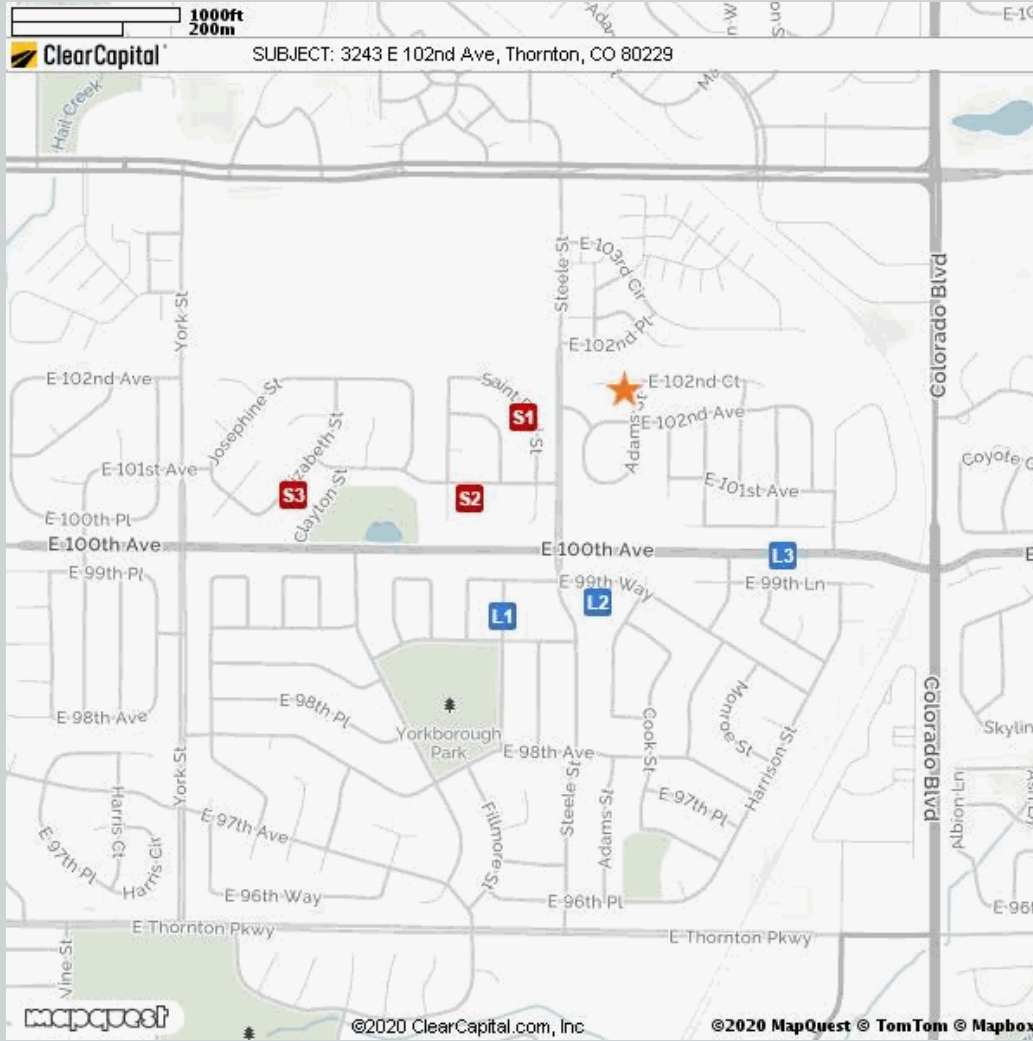 1000ft
200m
ClearCapital
SUBJECT: 3243 E 102nd Ave, Thornton, CO 80229
Hail Creek
York St
Steele St
E 103rd Cir
E 102nd Pl
Colorado Blvd
E 102nd Ave
Josephine St
S1
E 102nd Ct
E 102nd Ave
Adams St
E 101st Ave
S3
Clayton St
S2
E 101st Ave
E 100th Pl
E 100th Ave
E 100th Ave
L3
E 99th Pl
E 99th Way
E 99th Ln
L1
L2
E 98th Ave
E 98th Pl
Yorkborough
Park
E 98th Ave
Cook St
Monroe St
Harrison St
Colorado Blvd
York St
Harris Ct
E 97th Pl
Harris Cir
E 97th Ave
Fillmore St
Steele St
Adams St
E 97th Pl
Albion Ln
E 96th Way
E 96th Pl
E Thornton Pkwy
E Thornton Pkwy
Vine St
mapquest
©2020 ClearCapital.com, Inc
©2020 MapQuest © TomTom © Mapbox